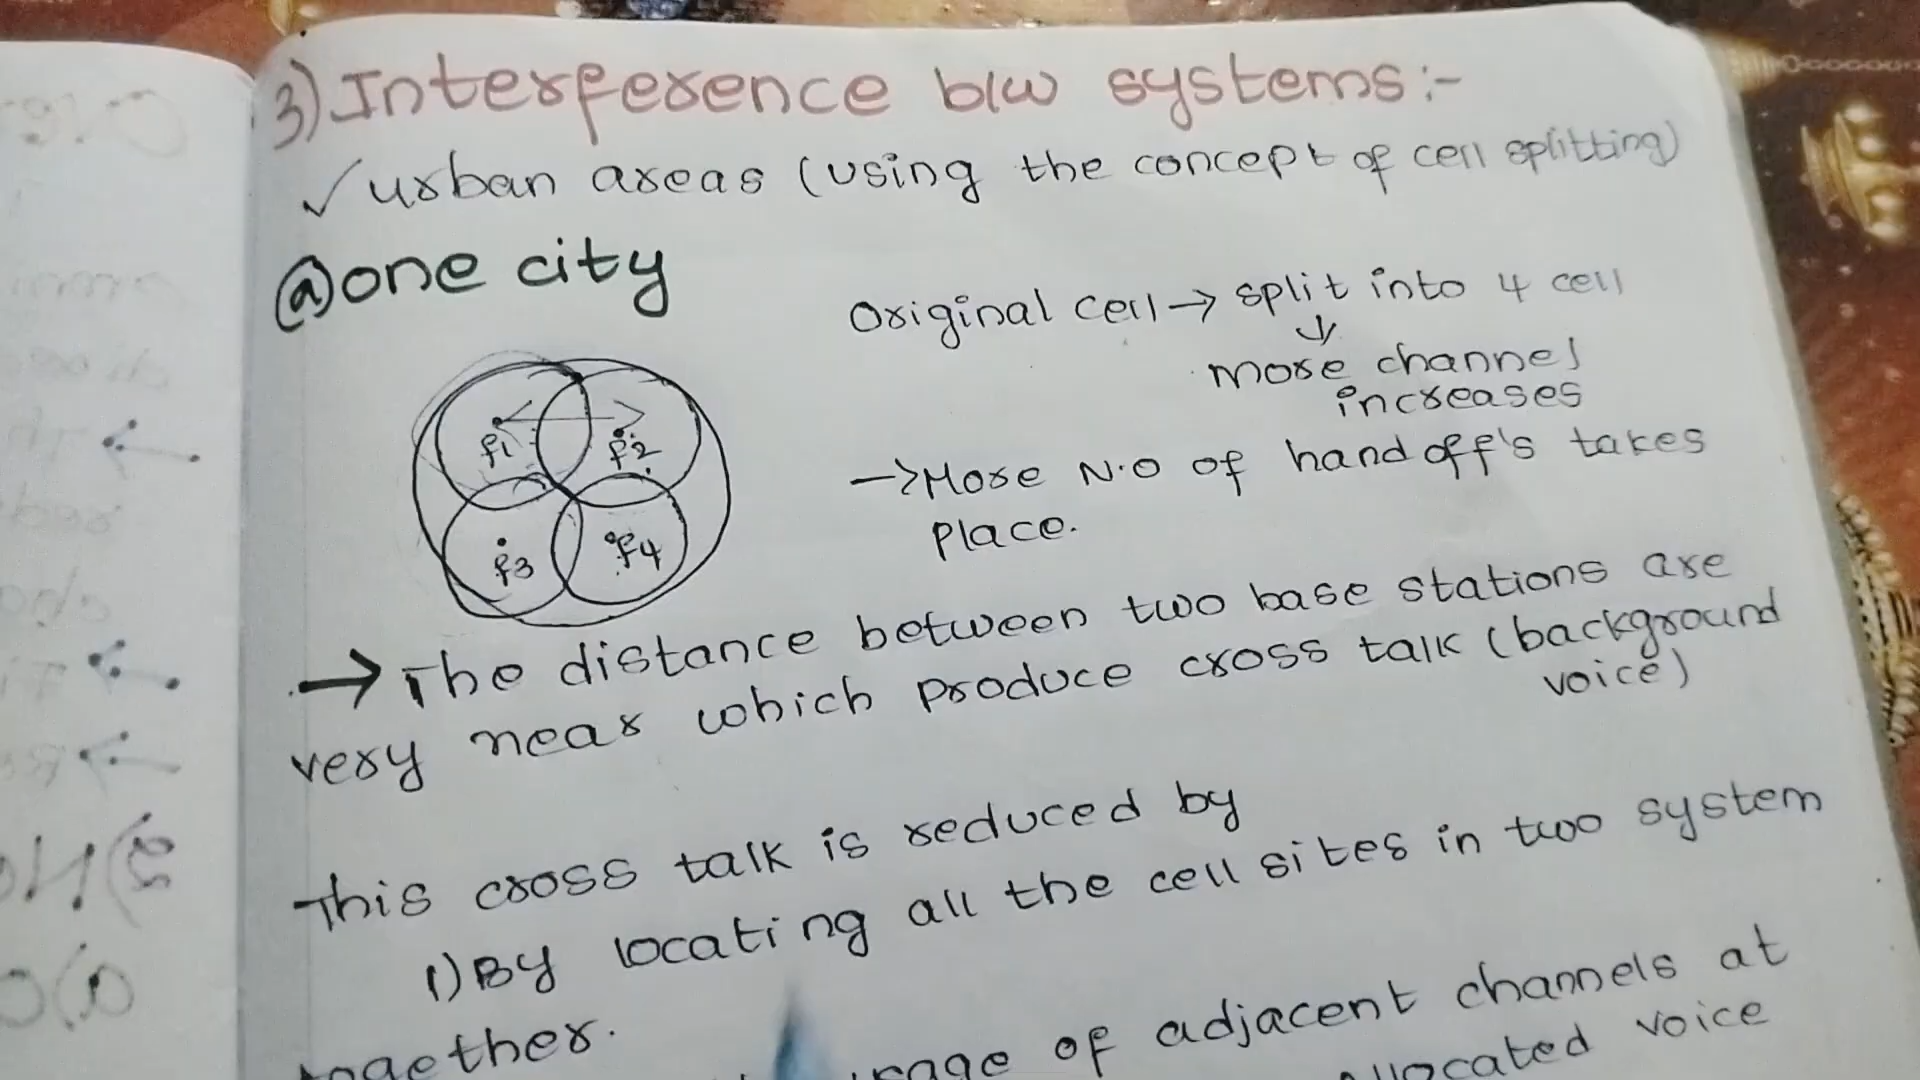 3) Interference b/w systems:-
✓ urban areas (using the concept of cell splitting)
@ one city
Original cell → split into 4 cell
↓
more channel
increases
f1
f2
f3
f4
→ More N.O of hand off's takes
place.
→ The distance between two base stations are
very near which produce cross talk (background
voice)
This cross talk is reduced by
1) By locating all the cell sites in two system
together.
of adjacent channels at
voice